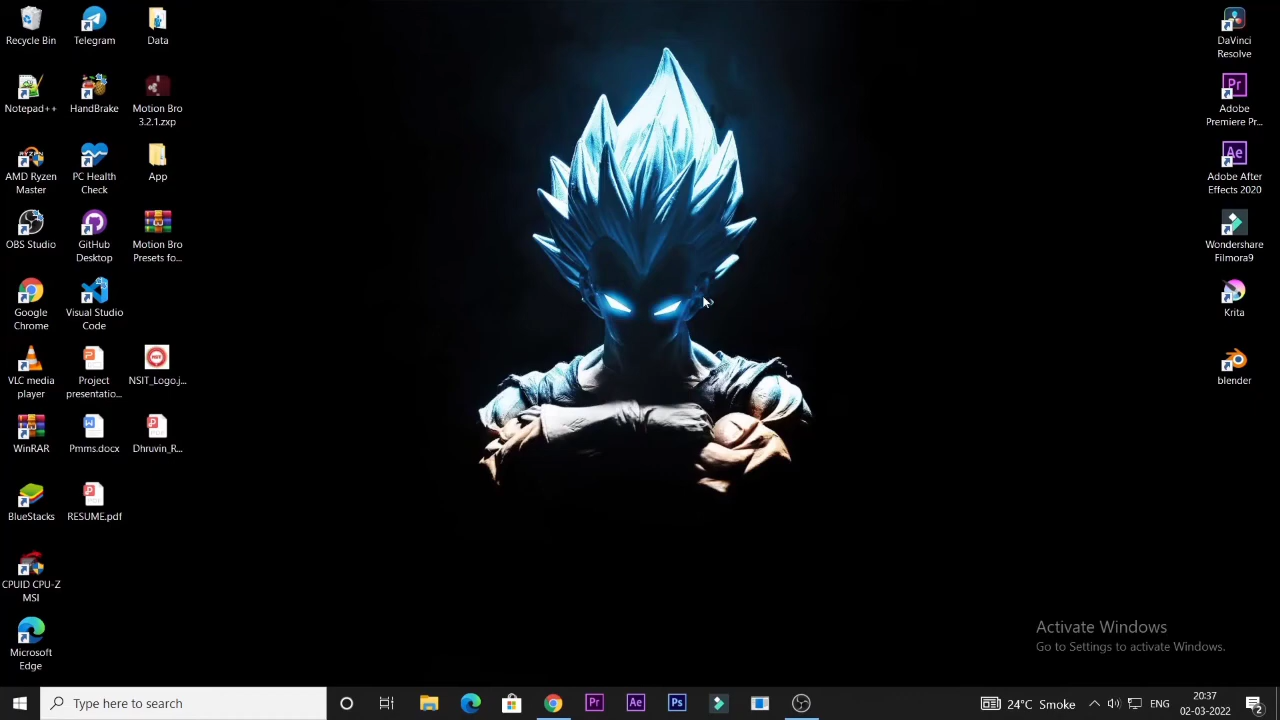 Recycle Bin
Telegram
Data
Notepad++
HandBrake
Motion Bro
3.2.1.zxp
AMD Ryzen
Master
PC Health
Check
App
OBS Studio
GitHub
Desktop
Motion Bro
Presets fo...
Google
Chrome
Visual Studio
Code
VLC media
player
Project
presentatio...
NSIT_Logo.j...
WinRAR
Pmms.docx
Dhruvin_R...
BlueStacks
RESUME.pdf
CPUID CPU-Z
MSI
Microsoft
Edge
DaVinci
Resolve
Adobe
Premiere Pr...
Adobe After
Effects 2020
Wondershare
Filmora9
Krita
blender
Activate Windows
Go to Settings to activate Windows.
Type here to search
24°C Smoke
ENG
20:37
02-03-2022
2